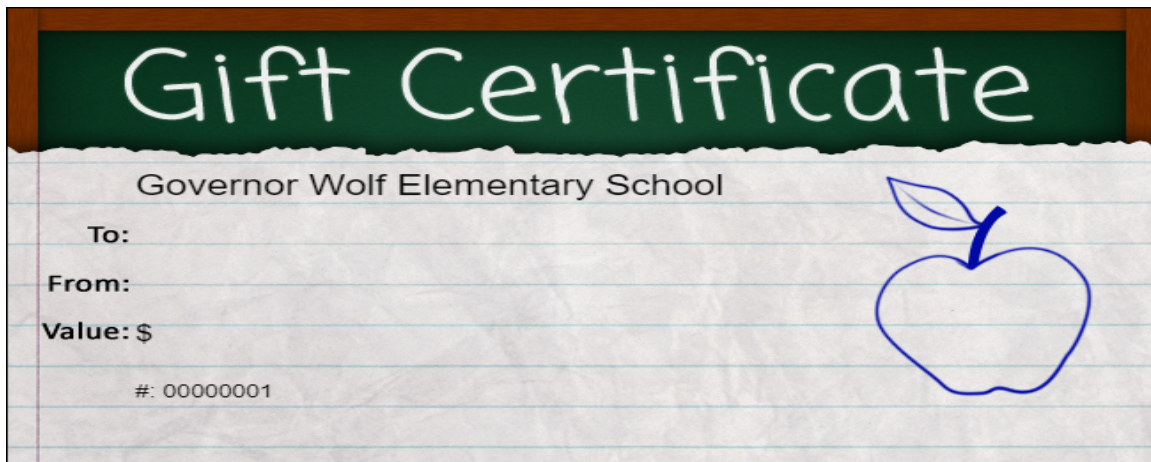 Gift Certificate
Governor Wolf Elementary School
To:
From:
Value: $
#: 00000001